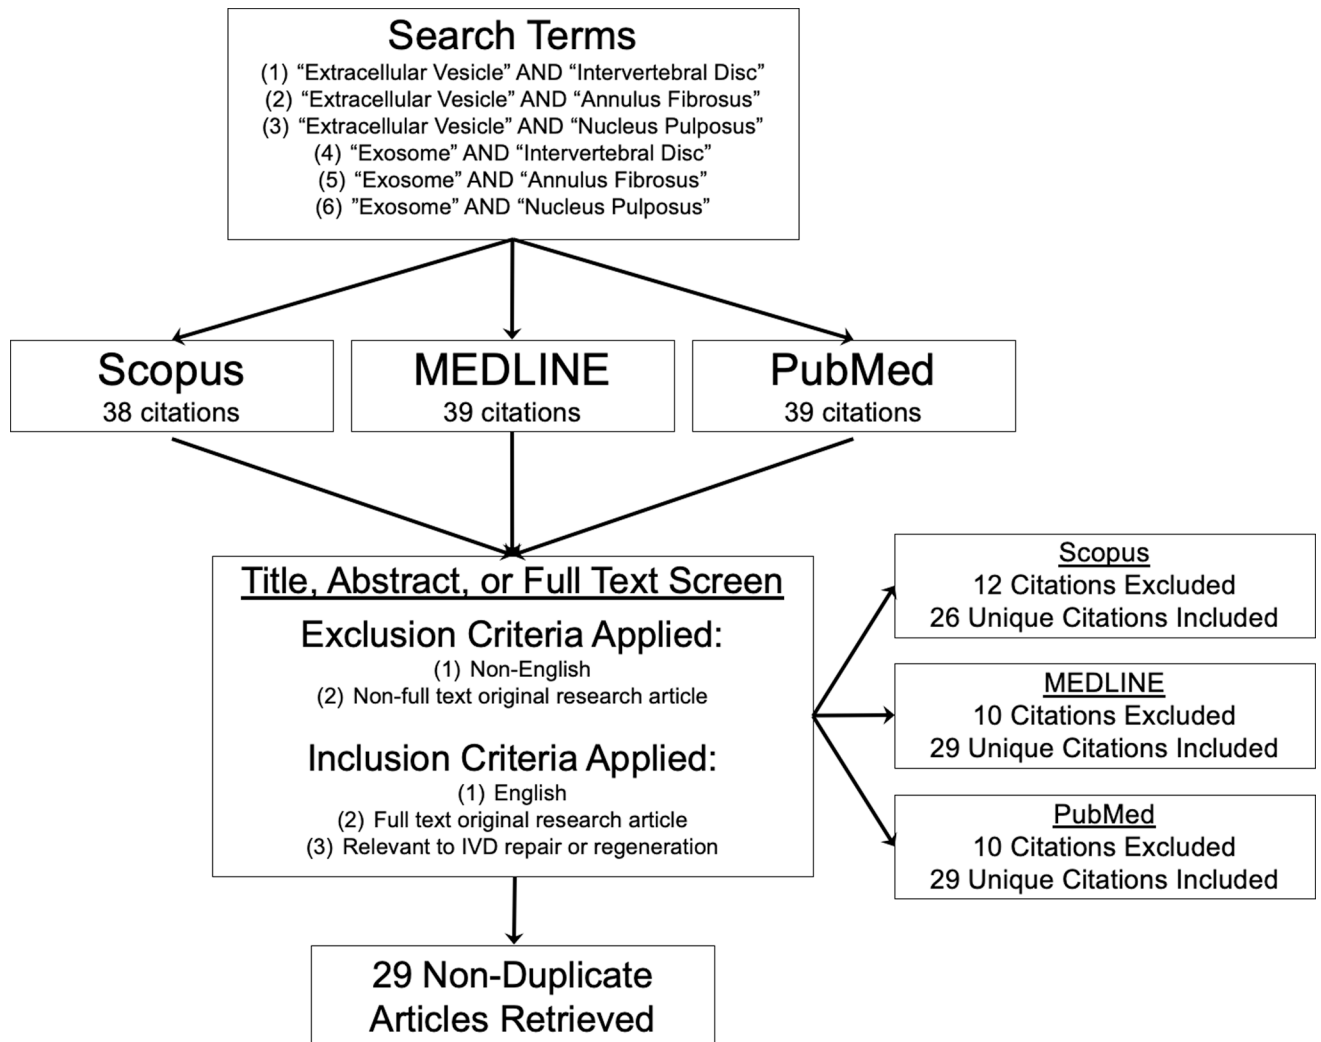 Search Terms
(1) “Extracellular Vesicle” AND “Intervertebral Disc”
(2) “Extracellular Vesicle” AND “Annulus Fibrosus”
(3) “Extracellular Vesicle” AND “Nucleus Pulposus”
(4) “Exosome” AND “Intervertebral Disc”
(5) “Exosome” AND “Annulus Fibrosus”
(6) ”Exosome” AND “Nucleus Pulposus”
Scopus
38 citations
MEDLINE
39 citations
PubMed
39 citations
Title, Abstract, or Full Text Screen
Exclusion Criteria Applied:
(1) Non-English
(2) Non-full text original research article
Inclusion Criteria Applied:
(1) English
(2) Full text original research article
(3) Relevant to IVD repair or regeneration
Scopus
12 Citations Excluded
26 Unique Citations Included
MEDLINE
10 Citations Excluded
29 Unique Citations Included
PubMed
10 Citations Excluded
29 Unique Citations Included
29 Non-Duplicate
Articles Retrieved